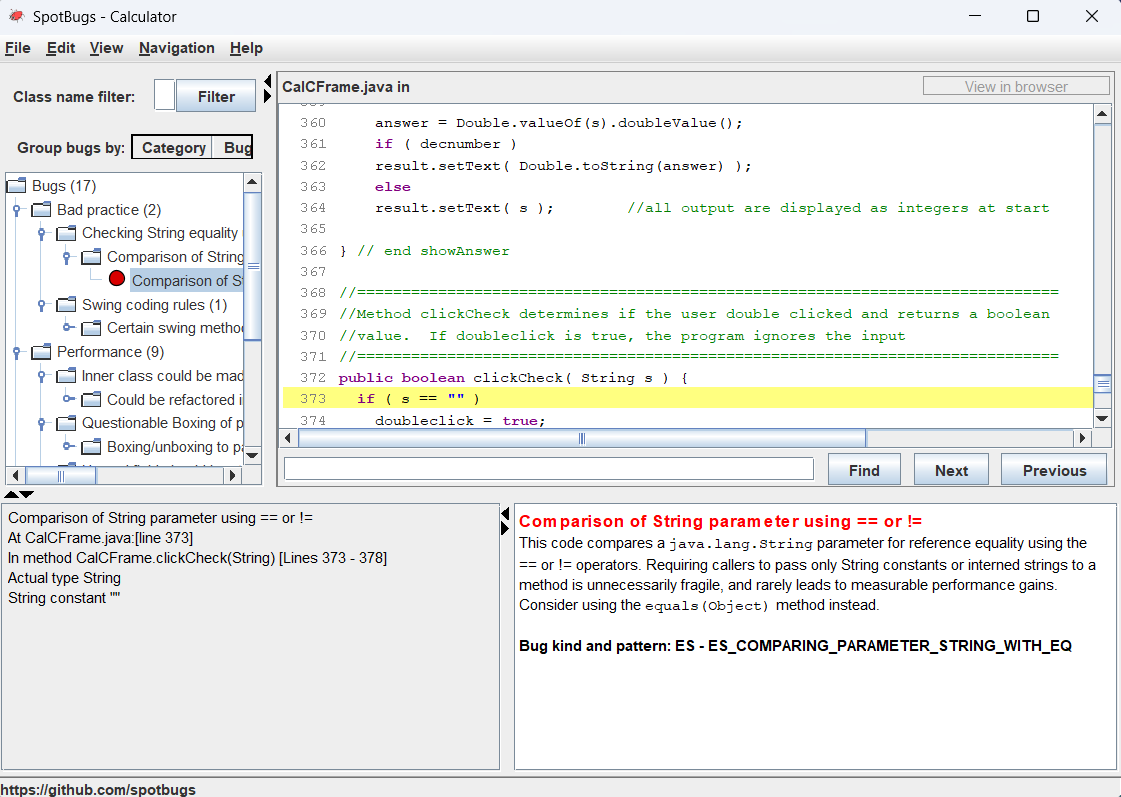 SpotBugs - Calculator
File Edit View Navigation Help
Class name filter: Filter
Group bugs by: Category Bug
Bugs (17)
Bad practice (2)
Checking String equality
Comparison of String
Comparison of St
Swing coding rules (1)
Certain swing metho
Performance (9)
Inner class could be mad
Could be refactored i
Questionable Boxing of p
Boxing/unboxing to pa
CalCFrame.java in
View in browser
360 answer = Double.valueOf(s).doubleValue();
361 if ( decnumber )
362 result.setText( Double.toString(answer) );
363 else
364 result.setText( s ); //all output are displayed as integers at start
365
366 } // end showAnswer
367
368 //==============================================================================
369 //Method clickCheck determines if the user double clicked and returns a boolean
370 //value.  If doubleclick is true, the program ignores the input
371 //==============================================================================
372 public boolean clickCheck( String s ) {
373 if ( s == "" )
374 doubleclick = true;
Find Next Previous
Comparison of String parameter using == or !=
At CalCFrame.java:[line 373]
In method CalCFrame.clickCheck(String) [Lines 373 - 378]
Actual type String
String constant ""
Comparison of String parameter using == or !=
This code compares a java.lang.String parameter for reference equality using the
== or != operators. Requiring callers to pass only String constants or interned strings to a
method is unnecessarily fragile, and rarely leads to measurable performance gains.
Consider using the equals(Object) method instead.
Bug kind and pattern: ES - ES_COMPARING_PARAMETER_STRING_WITH_EQ
https://github.com/spotbugs